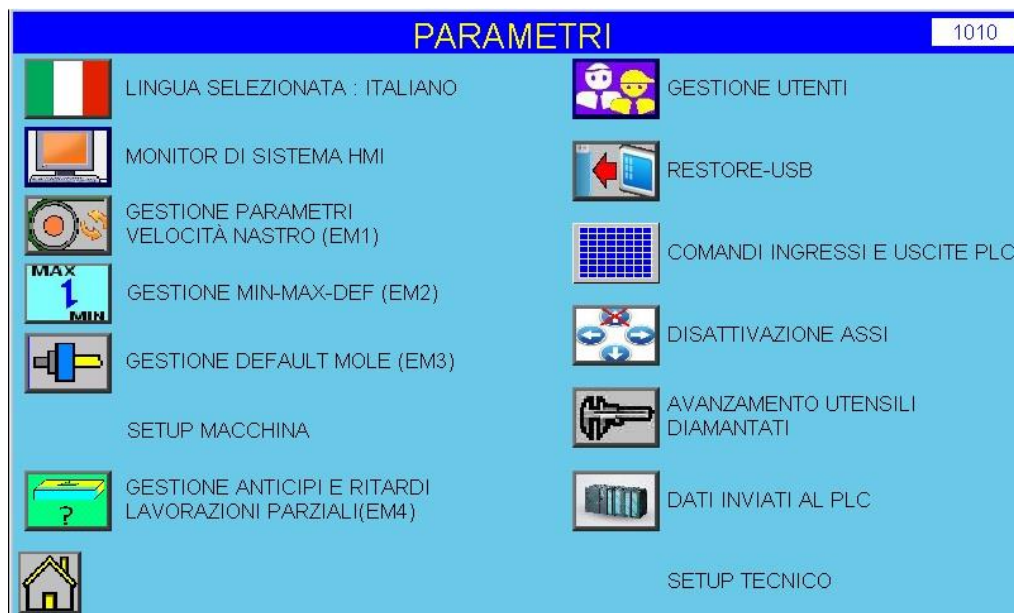 PARAMETRI
1010
LINGUA SELEZIONATA : ITALIANO
MONITOR DI SISTEMA HMI
GESTIONE PARAMETRI
VELOCITÀ NASTRO (EM1)
MAX
MIN
GESTIONE MIN-MAX-DEF (EM2)
GESTIONE DEFAULT MOLE (EM3)
SETUP MACCHINA
?
GESTIONE ANTICIPI E RITARDI
LAVORAZIONI PARZIALI(EM4)
GESTIONE UTENTI
RESTORE-USB
COMANDI INGRESSI E USCITE PLC
DISATTIVAZIONE ASSI
AVANZAMENTO UTENSILI
DIAMANTATI
DATI INVIATI AL PLC
SETUP TECNICO